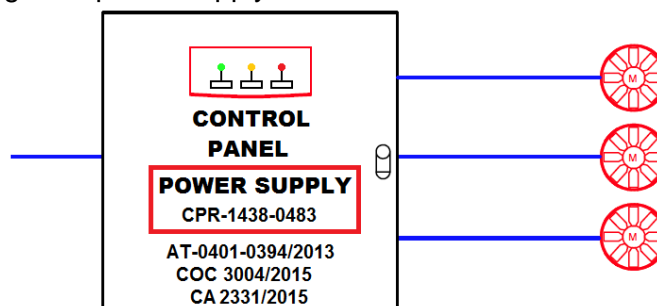 CONTROL
PANEL
POWER SUPPLY
CPR-1438-0483
AT-0401-0394/2013
COC 3004/2015
CA 2331/2015
M
M
M